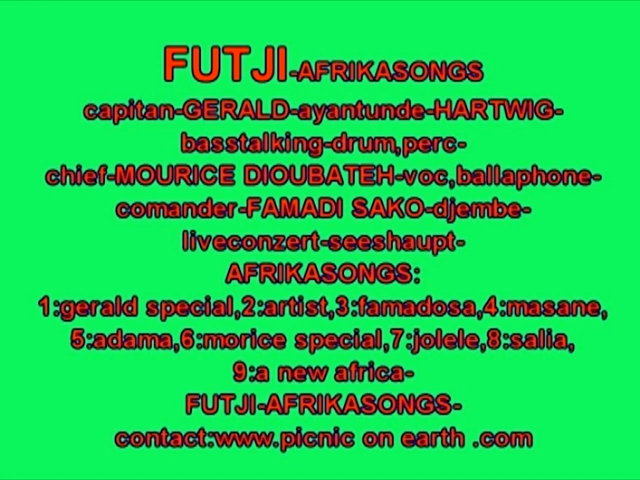 FUTJI-AFRIKASONGS
capitan-GERALD-ayantunde-HARTWIG-
basstalking-drum,perc-
chief-MOURICE DIOUBATEH-voc,ballaphone-
comander-FAMADI SAKO-djembe-
liveconzert-seeshaupt-
AFRIKASONGS:
1:gerald special,2:artist,3:famadosa,4:masane,
5:adama,6:morice special,7:jolele,8:salia,
9:a new africa-
FUTJI-AFRIKASONGS-
contact:www.picnic on earth .com